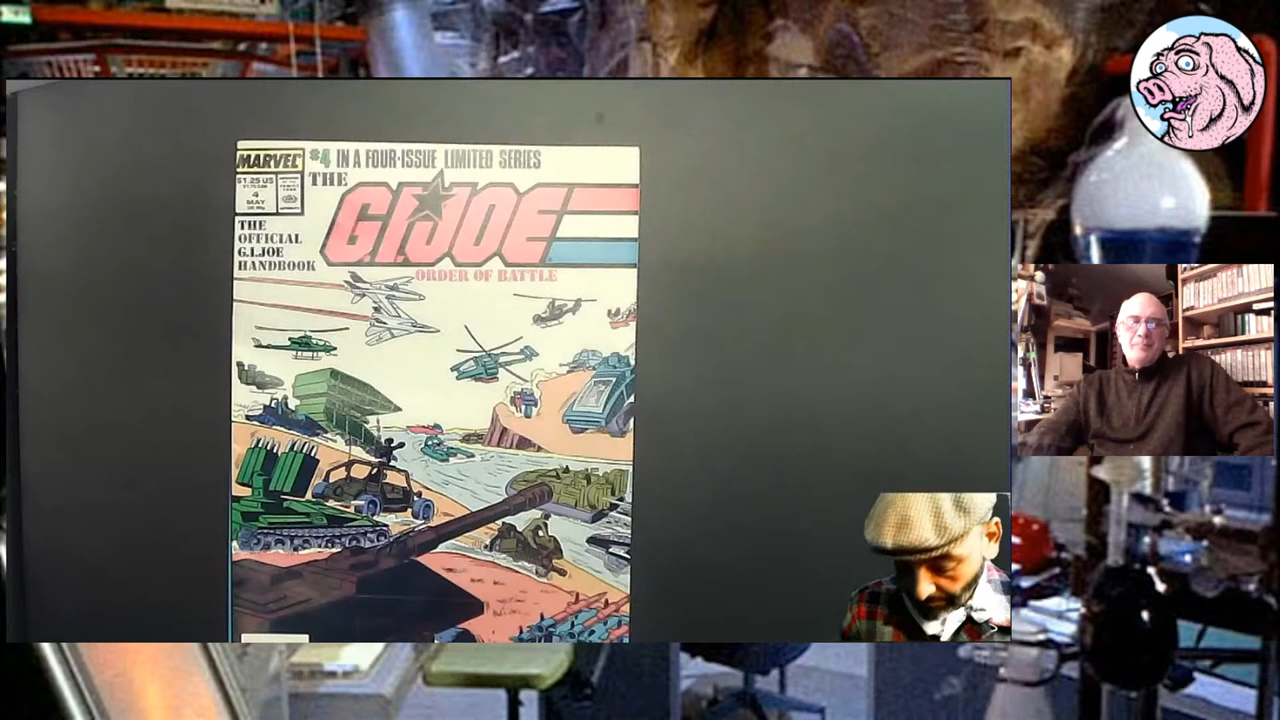 MARVEL
#4 IN A FOUR-ISSUE LIMITED SERIES
$1.25 US
4
MAY
THE
G.I. JOE
ORDER OF BATTLE
THE
OFFICIAL
G.I. JOE
HANDBOOK